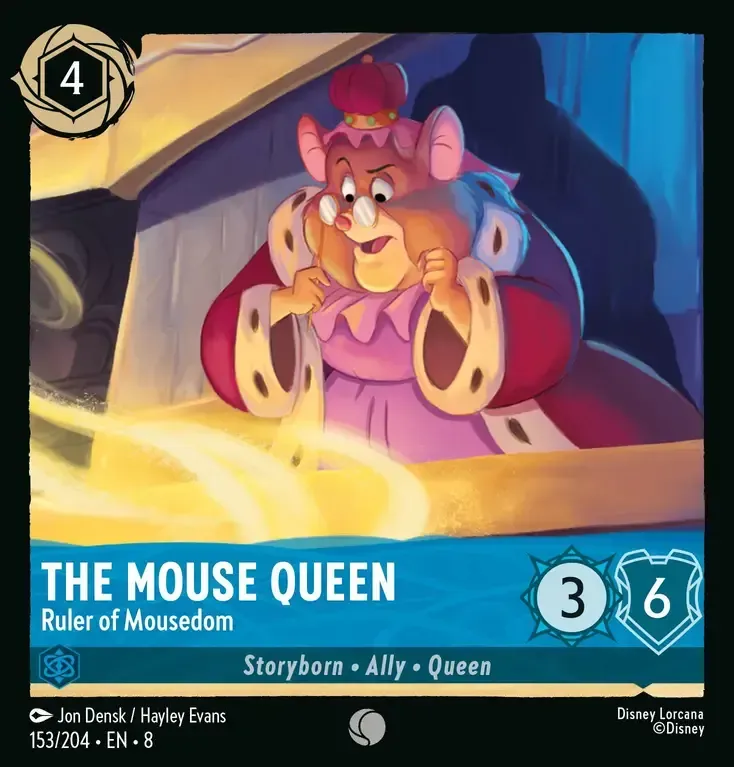 4
THE MOUSE QUEEN
Ruler of Mousedom
3
6
Storyborn • Ally • Queen
Jon Densk / Hayley Evans
Disney Lorcana
153/204 • EN • 8
©Disney